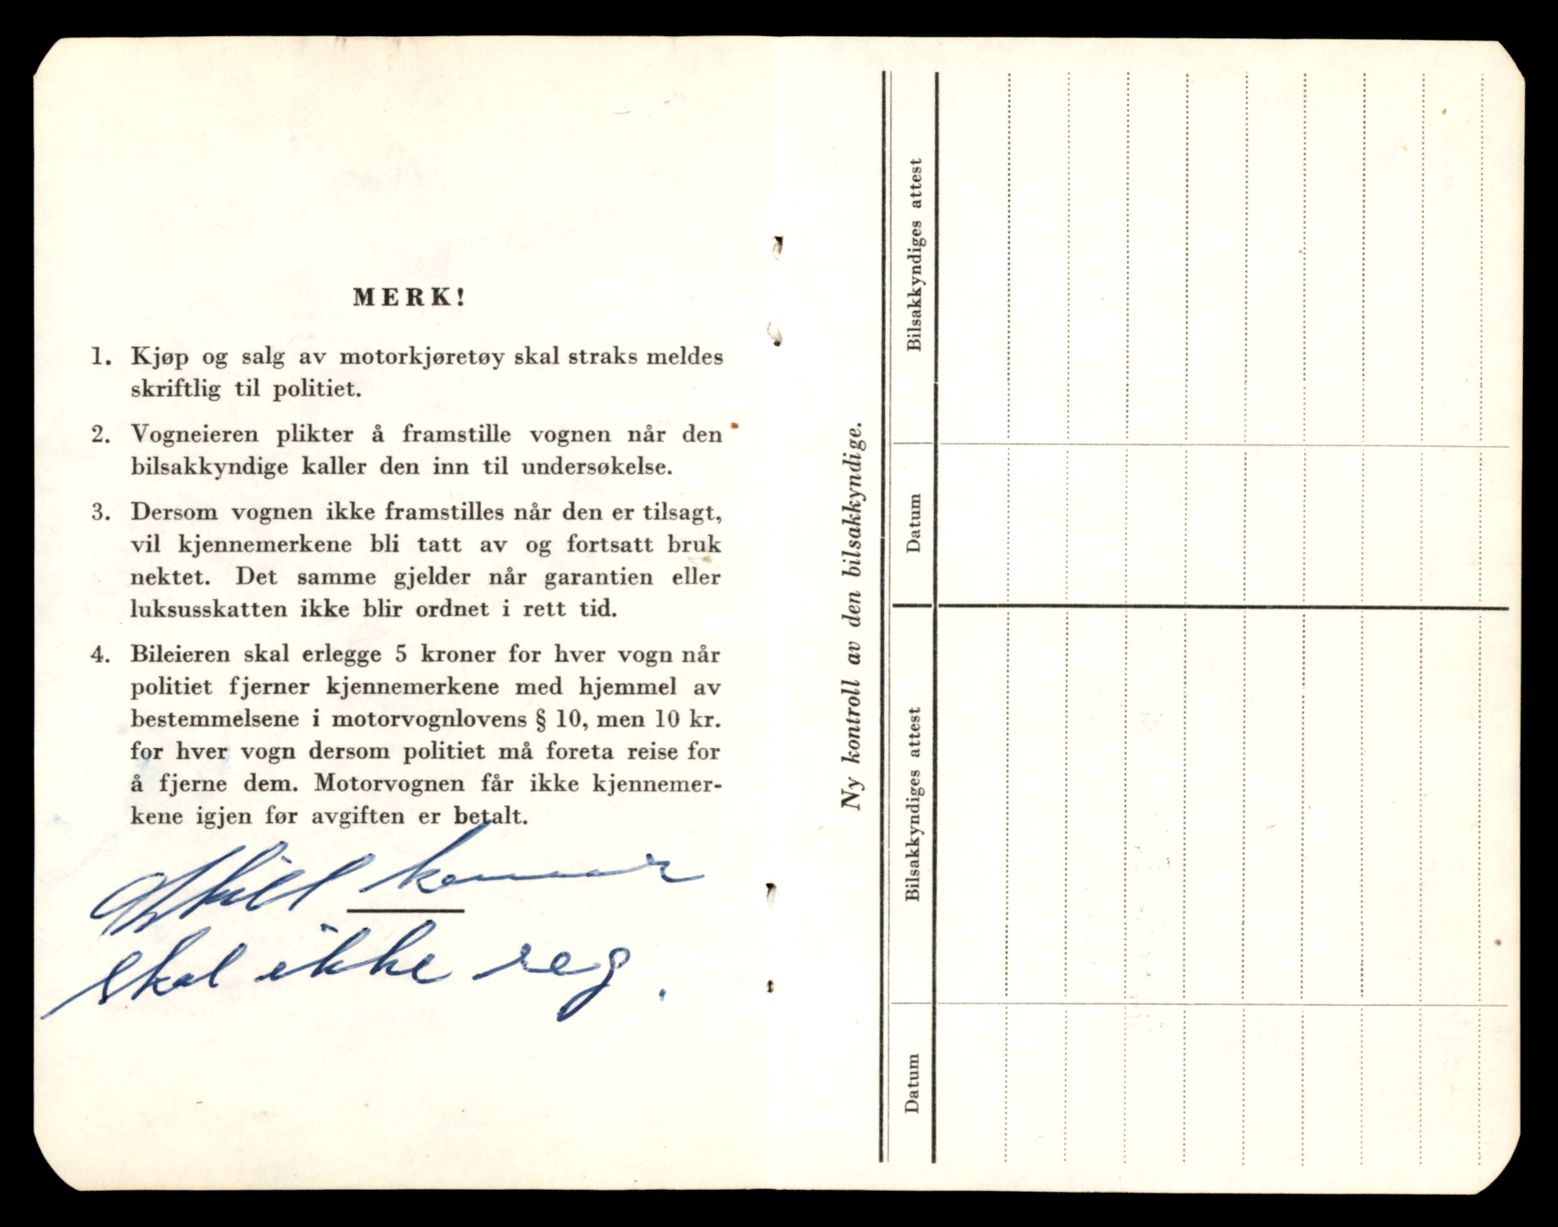 MERK!
1. Kjøp og salg av motorkjøretøy skal straks meldes
skriftlig til politiet.
2. Vogneieren plikter å framstille vognen når den
bilsakkyndige kaller den inn til undersøkelse.
3. Dersom vognen ikke framstilles når den er tilsagt,
vil kjennemerkene bli tatt av og fortsatt bruk
nektet. Det samme gjelder når garantien eller
luksusskatten ikke blir ordnet i rett tid.
4. Bileieren skal erlegge 5 kroner for hver vogn når
politiet fjerner kjennemerkene med hjemmel av
bestemmelsene i motorvognlovens § 10, men 10 kr.
for hver vogn dersom politiet må foreta reise for
å fjerne dem. Motorvognen får ikke kjennemer-
kene igjen før avgiften er betalt.
skal ikke reg.
Ny kontroll av den bilsakkyndige.
Datum
Bilsakkyndiges attest
Datum
Bilsakkyndiges attest